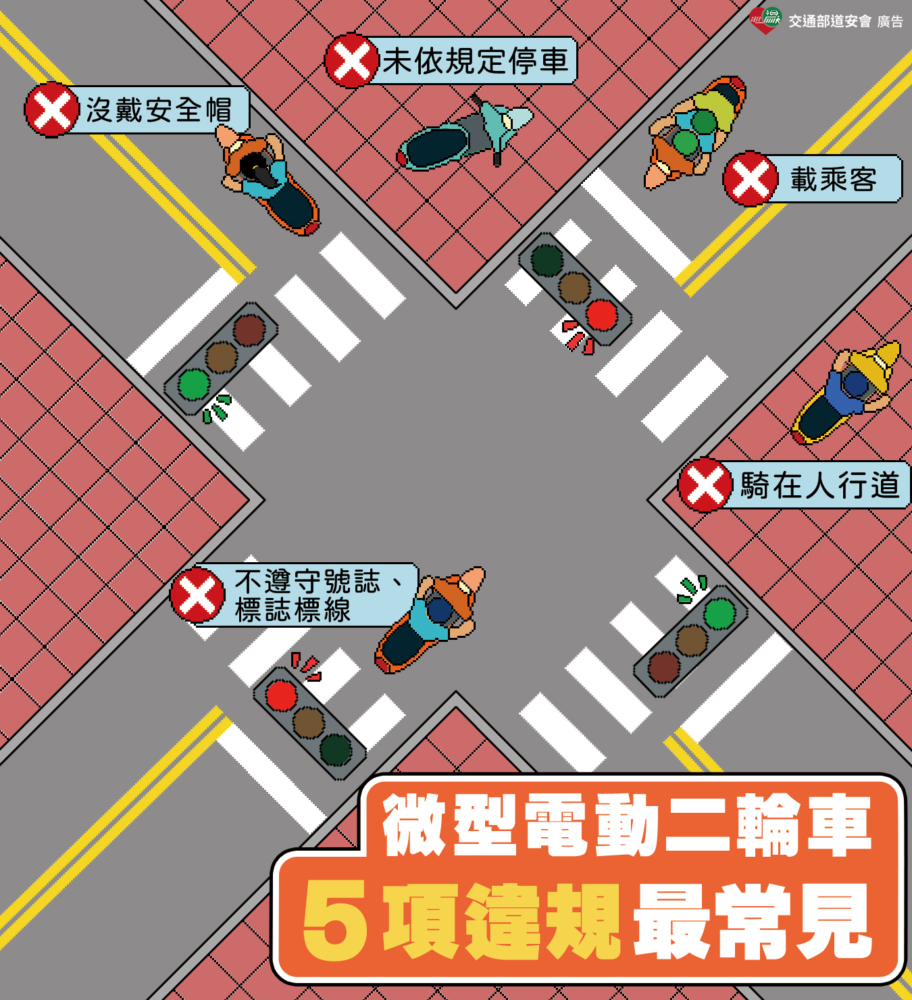 交通部道安會 廣告
未依規定停車
沒戴安全帽
載乘客
騎在人行道
不遵守號誌、
標誌標線
微型電動二輪車
5項違規最常見